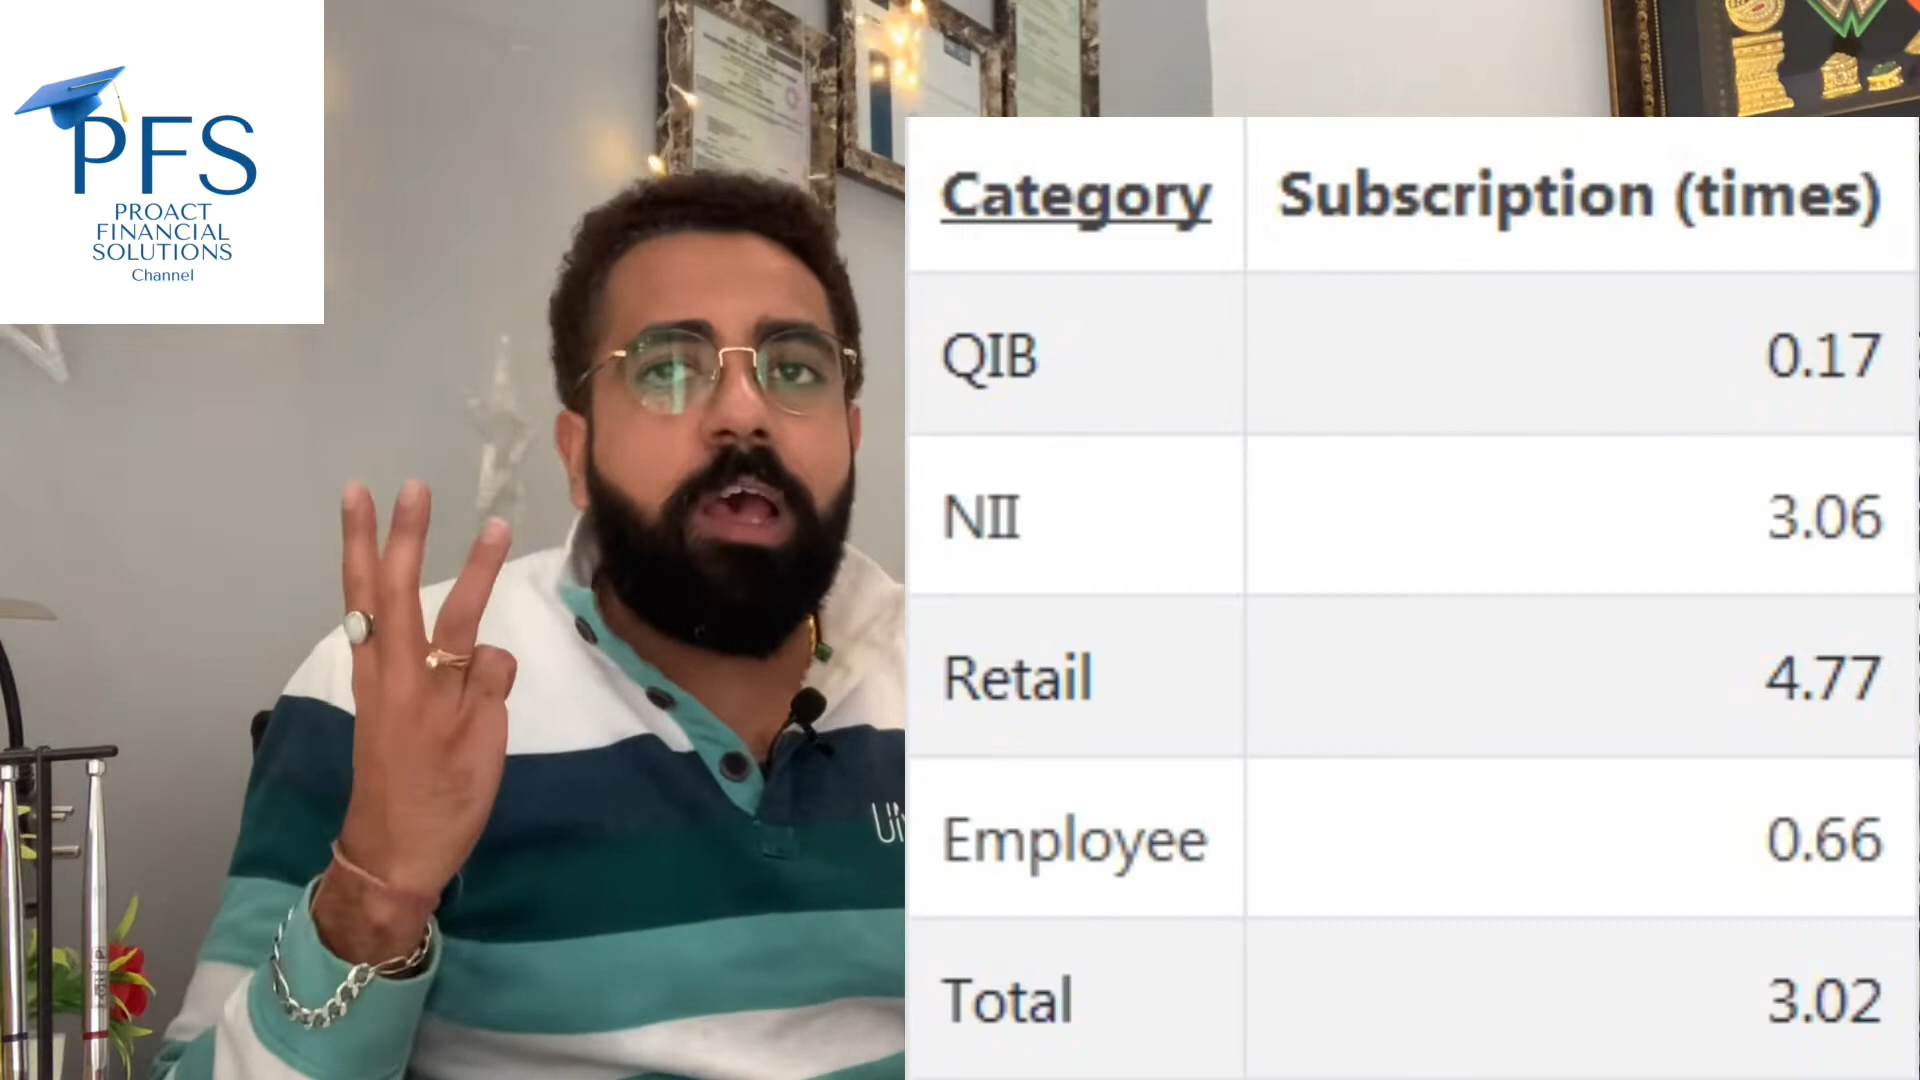 PFS
PROACT
FINANCIAL
SOLUTIONS
Channel
Category Subscription (times)
QIB 0.17
NII 3.06
Retail 4.77
Employee 0.66
Total 3.02